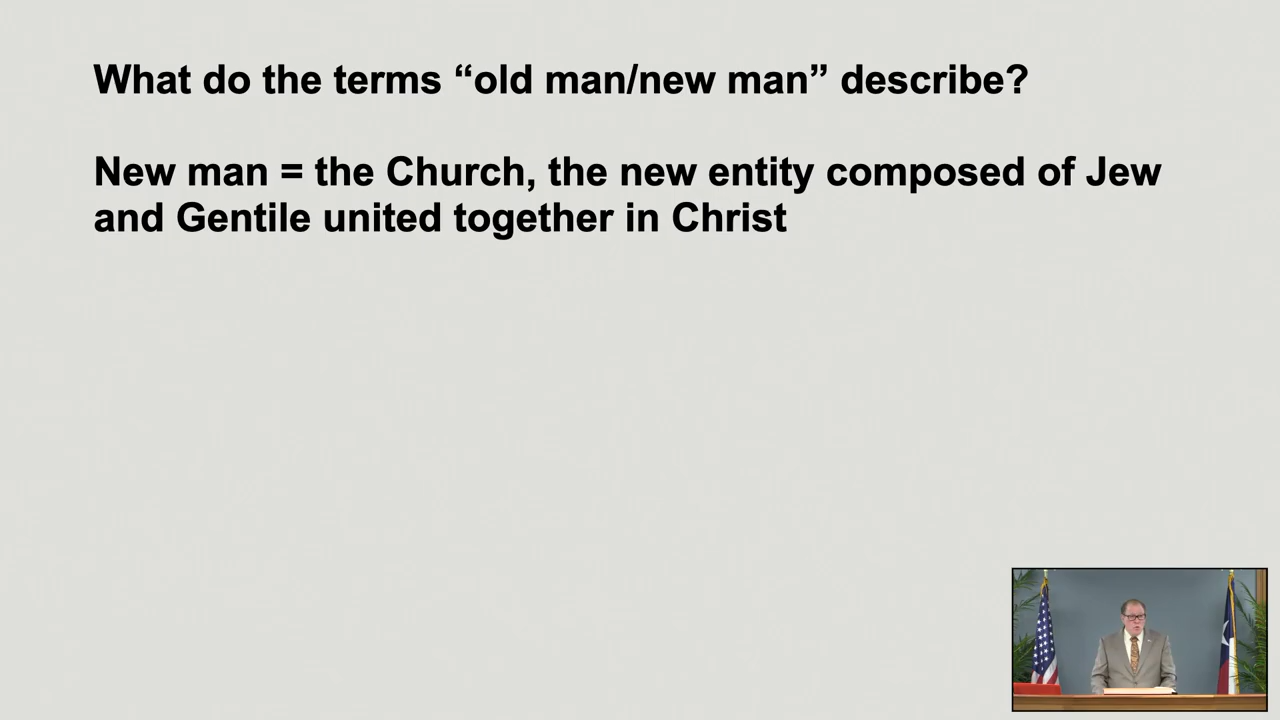 What do the terms “old man/new man” describe?
New man = the Church, the new entity composed of Jew
and Gentile united together in Christ